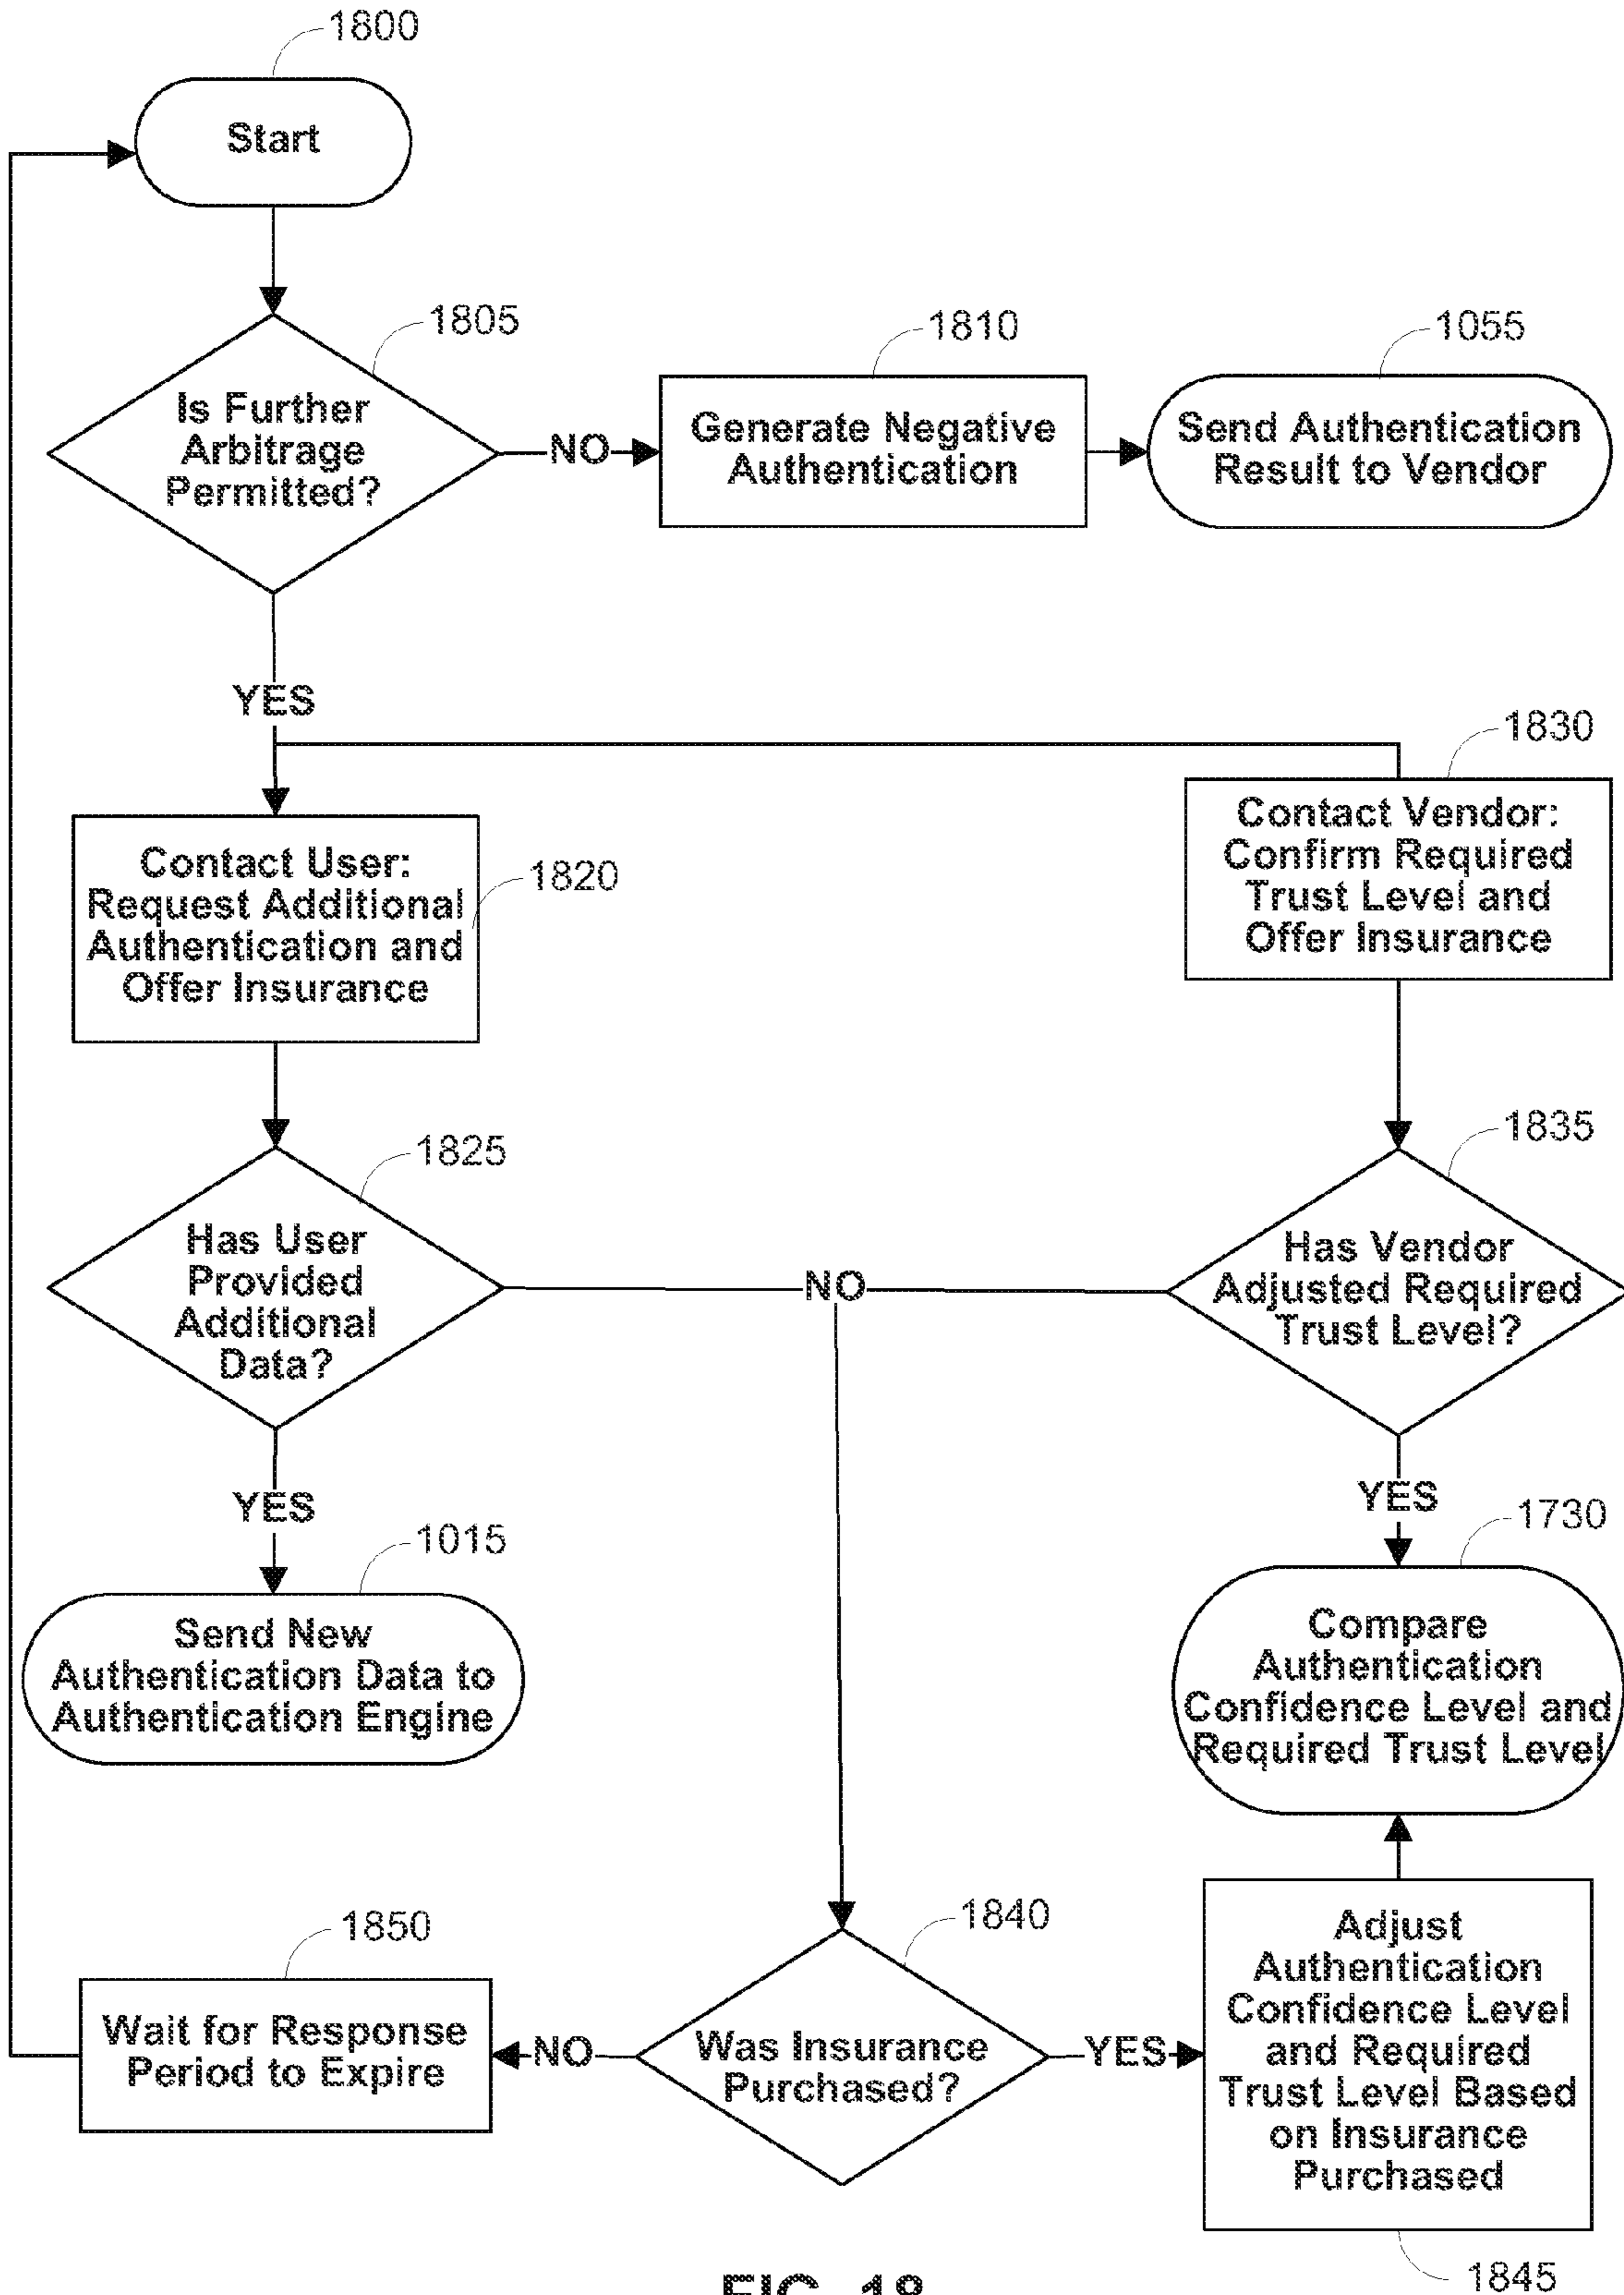 1800
Start
1805
Is Further
Arbitrage
Permitted?
NO
1810
Generate Negative
Authentication
1055
Send Authentication
Result to Vendor
YES
1820
Contact User:
Request Additional
Authentication and
Offer Insurance
1830
Contact Vendor:
Confirm Required
Trust Level and
Offer Insurance
1825
Has User
Provided
Additional
Data?
NO
1835
Has Vendor
Adjusted Required
Trust Level?
YES
1015
Send New
Authentication Data to
Authentication Engine
YES
1730
Compare
Authentication
Confidence Level and
Required Trust Level
1850
Wait for Response
Period to Expire
NO
1840
Was Insurance
Purchased?
YES
Adjust
Authentication
Confidence Level
and Required
Trust Level Based
on Insurance
Purchased
1845
FIG. 18